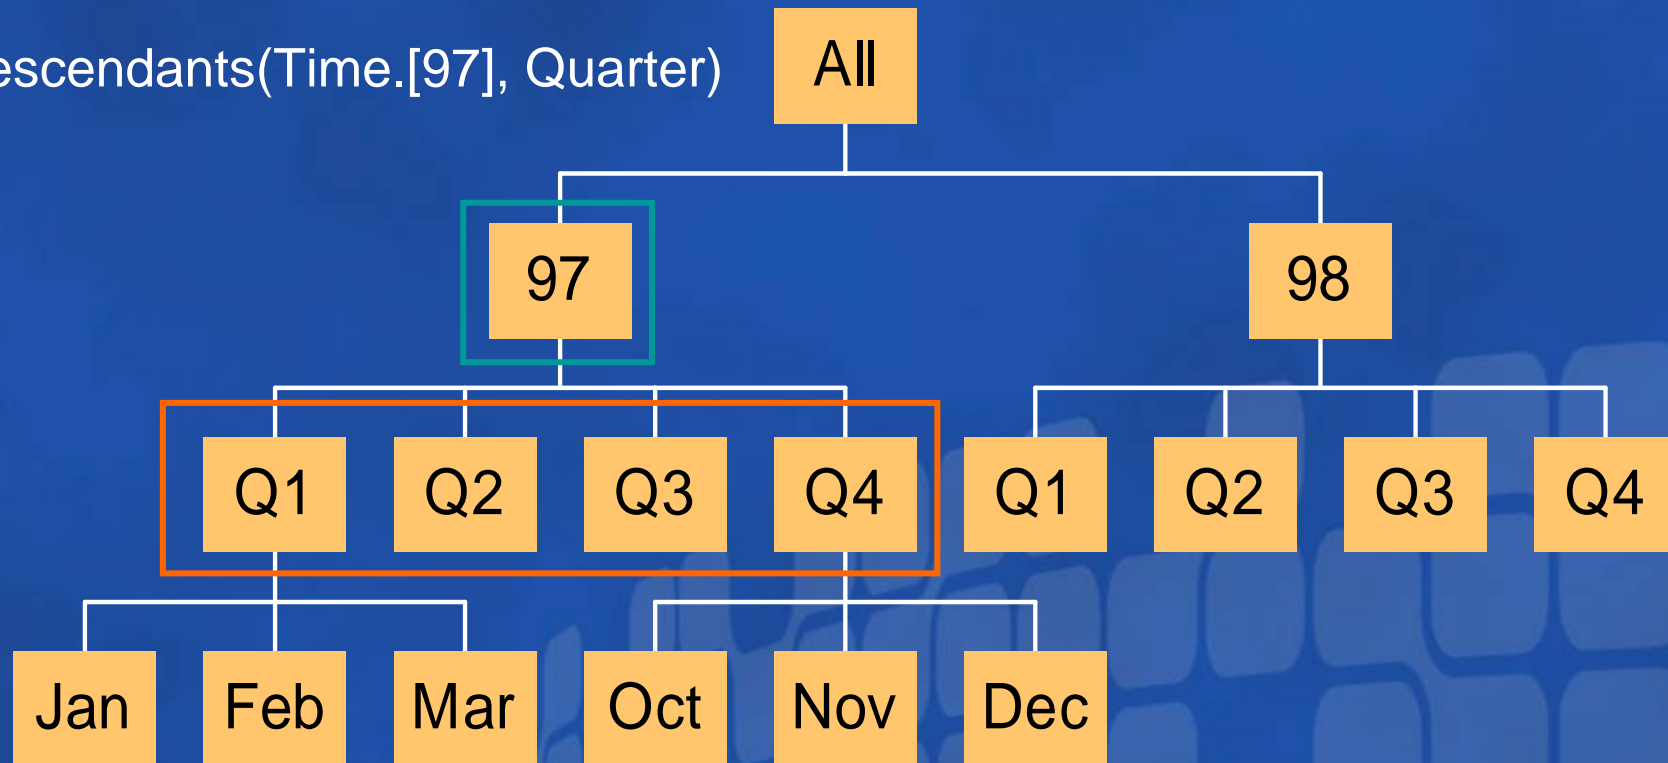 escendants(Time.[97], Quarter)
All
97 98
Q1 Q2 Q3 Q4 Q1 Q2 Q3 Q4
Jan Feb Mar Oct Nov Dec